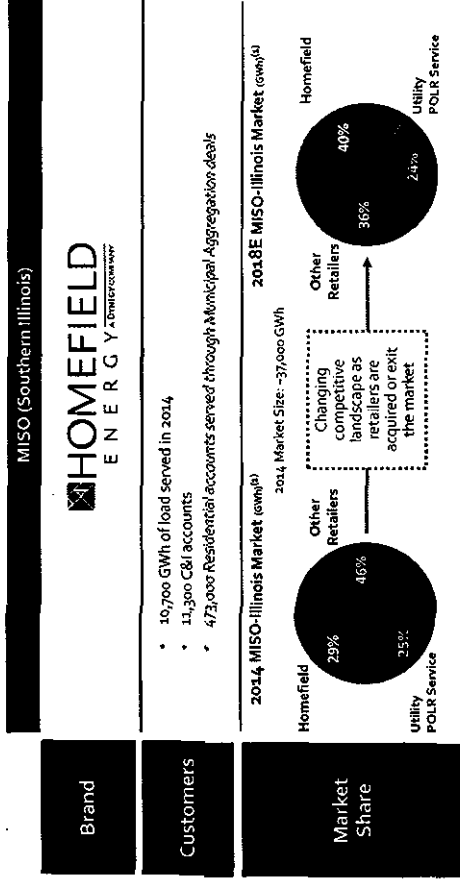 MISO (Southern Illinois)
Brand
HOMEFIELD
ENERGY A DYNEGY COMPANY
Customers
• 10,700 GWh of load served in 2014
• 11,300 C&I accounts
• 473,000 Residential accounts served through Municipal Aggregation deals
Market
Share
2014 MISO-Illinois Market (GWh)(1)
2018E MISO-Illinois Market (GWh)(1)
2014 Market Size: ~37,000 GWh
Homefield
29%
Other
Retailers
46%
Utility
POLR Service
25%
Changing
competitive
landscape as
retailers are
acquired or exit
the market
Other
Retailers
36%
Homefield
40%
Utility
POLR Service
24%